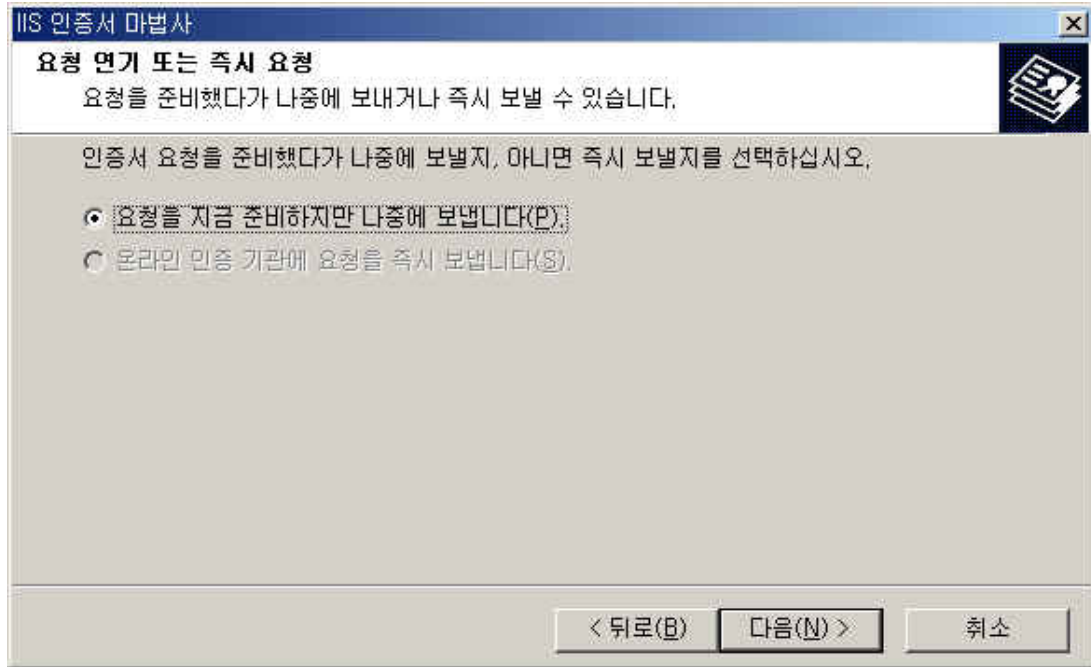 IIS 인증서 마법사
요청 연기 또는 즉시 요청
요청을 준비했다가 나중에 보내거나 즉시 보낼 수 있습니다.
인증서 요청을 준비했다가 나중에 보낼지, 아니면 즉시 보낼지를 선택하십시오.
요청을 지금 준비하지만 나중에 보냅니다(P).
온라인 인증 기관에 요청을 즉시 보냅니다(S).
< 뒤로(B) 다음(N) > 취소